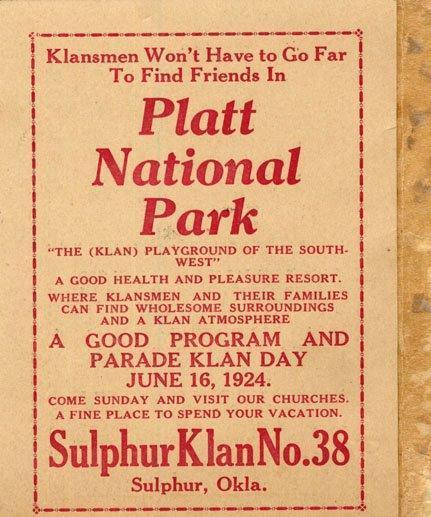 Klansmen Won't Have to Go Far
To Find Friends In
Platt
National
Park
"THE (KLAN) PLAYGROUND OF THE SOUTH-
WEST"
A GOOD HEALTH AND PLEASURE RESORT.
WHERE KLANSMEN AND THEIR FAMILIES
CAN FIND WHOLESOME SURROUNDINGS
AND A KLAN ATMOSPHERE
A GOOD PROGRAM AND
PARADE KLAN DAY
JUNE 16, 1924.
COME SUNDAY AND VISIT OUR CHURCHES.
A FINE PLACE TO SPEND YOUR VACATION.
Sulphur Klan No. 38
Sulphur, Okla.